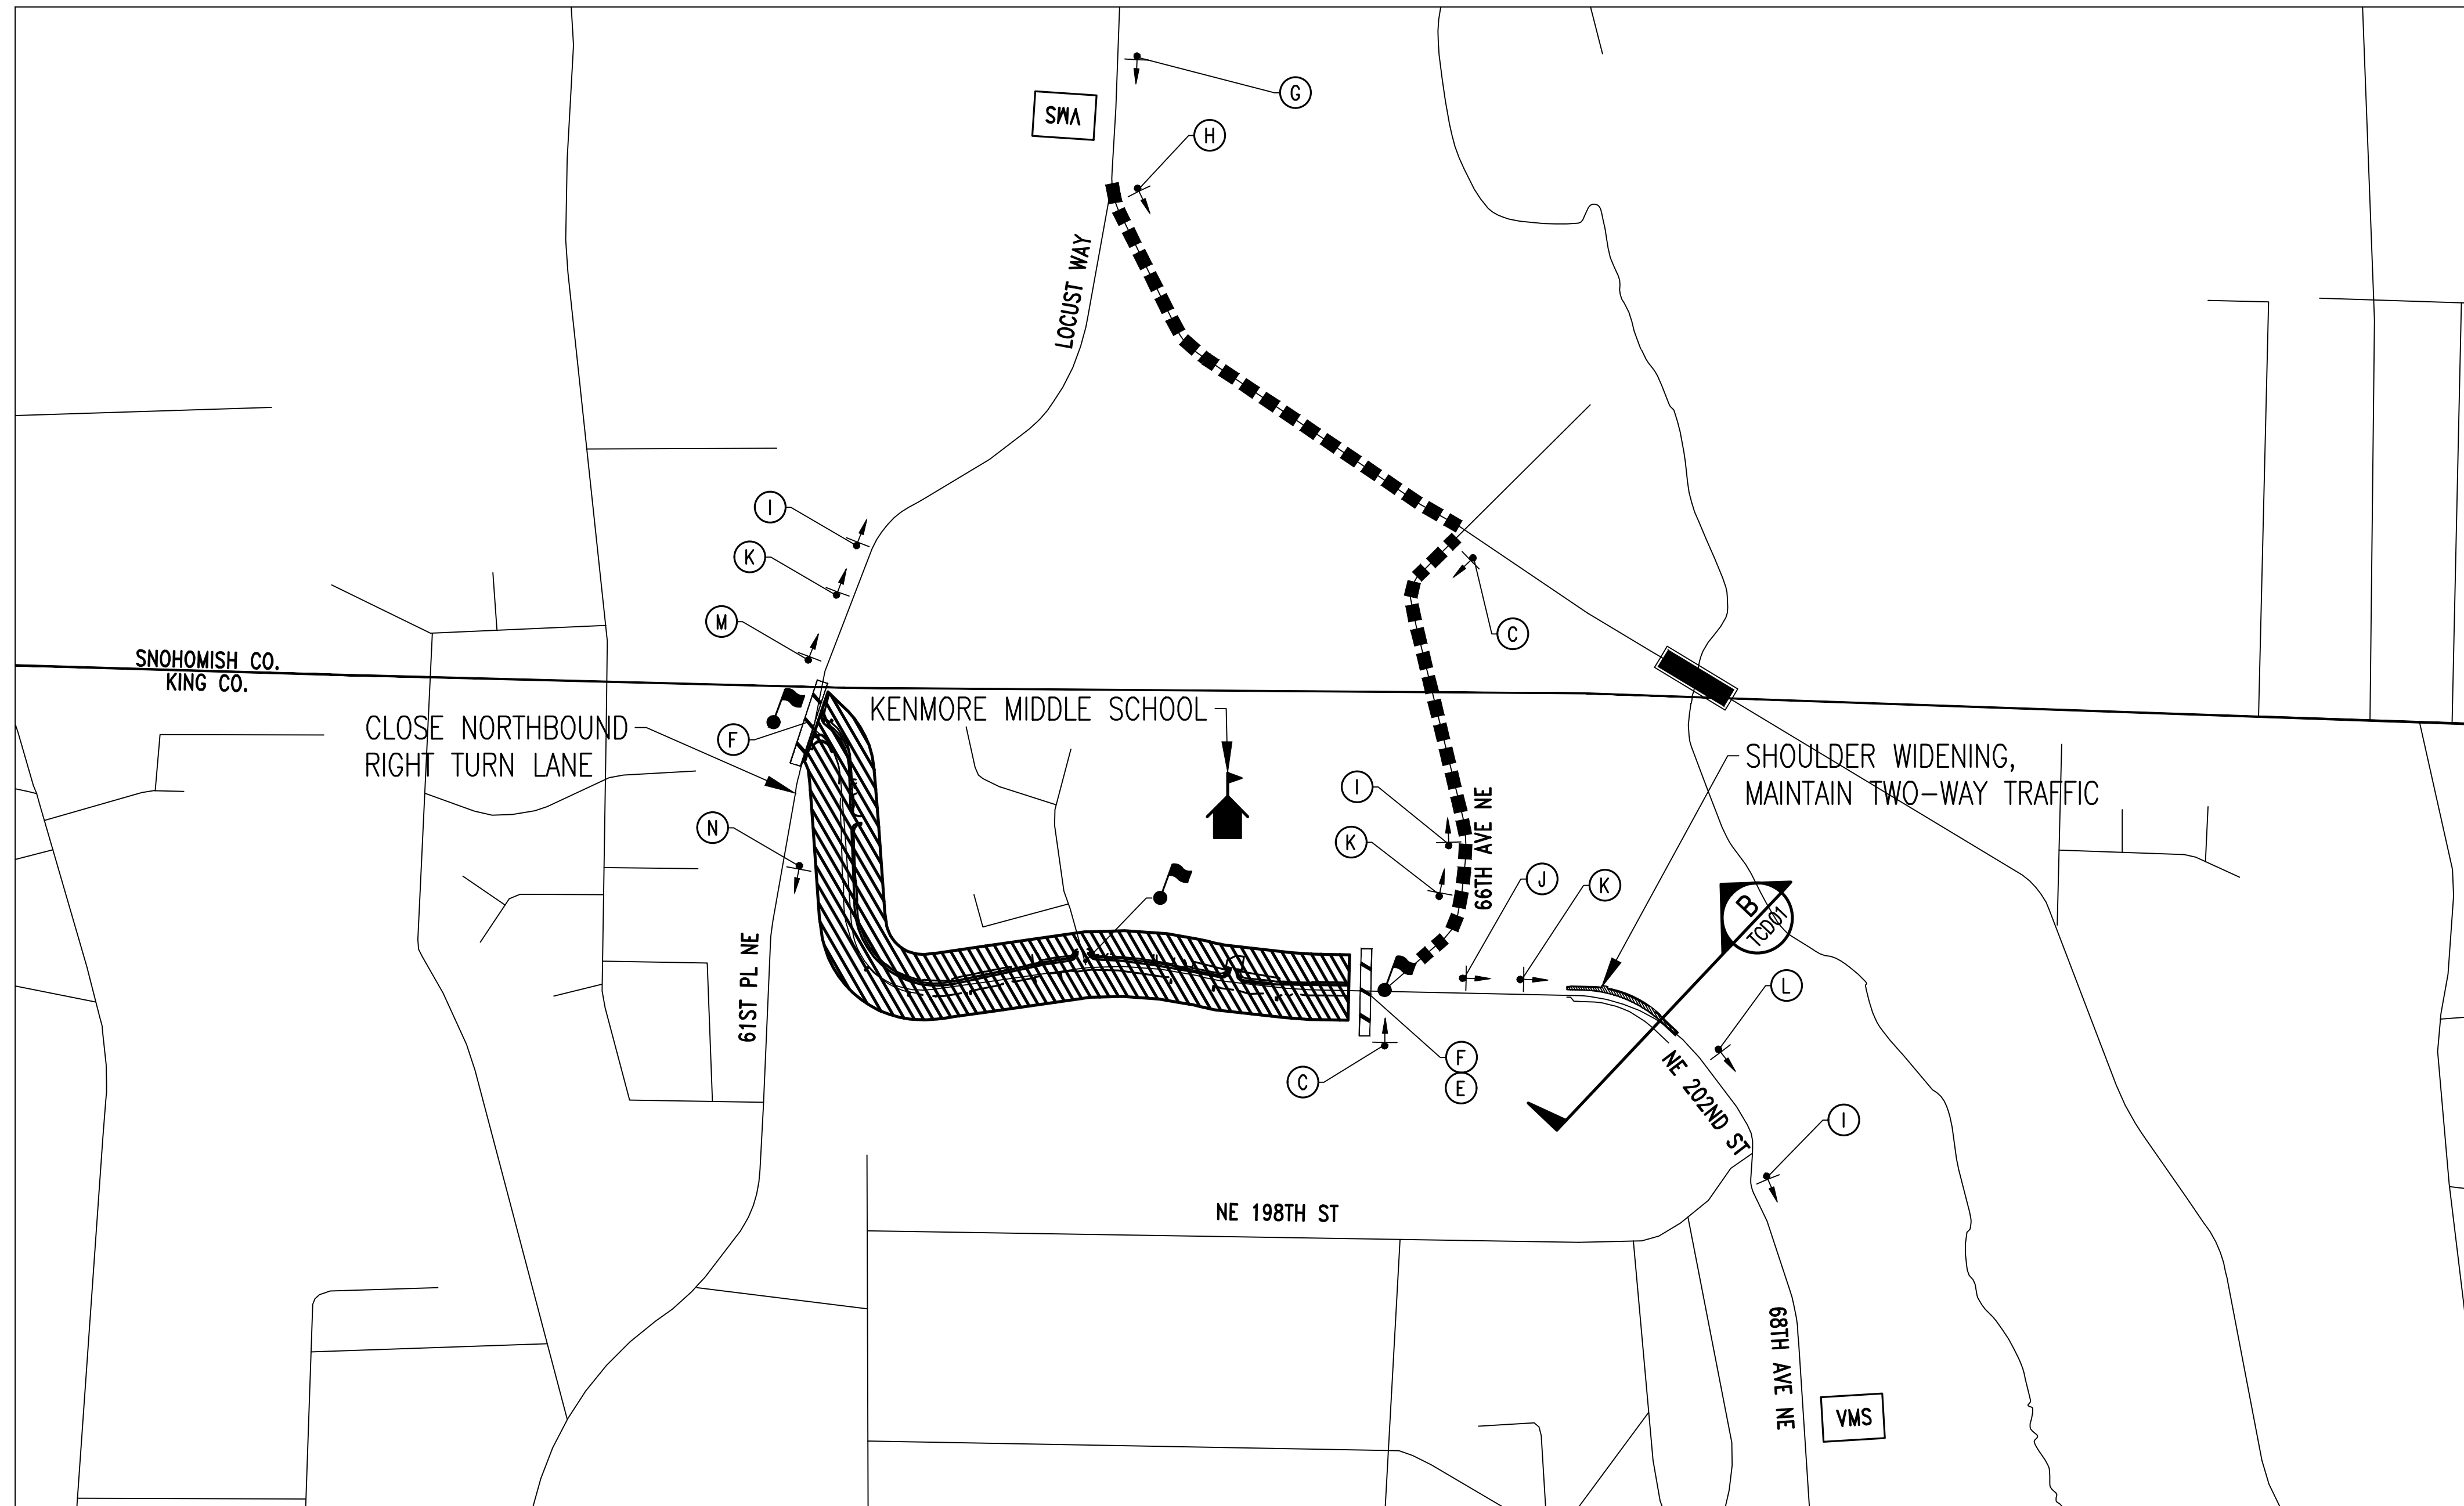 G
VMS
H
LOCUST WAY
I
K
M
C
SNOHOMISH CO.
KING CO.
KENMORE MIDDLE SCHOOL
CLOSE NORTHBOUND
RIGHT TURN LANE
F
SHOULDER WIDENING,
MAINTAIN TWO-WAY TRAFFIC
I
66TH AVE NE
N
K
J
K
B
TCD01
61ST PL NE
L
F
E
C
NE 202ND ST
I
NE 198TH ST
68TH AVE NE
VMS